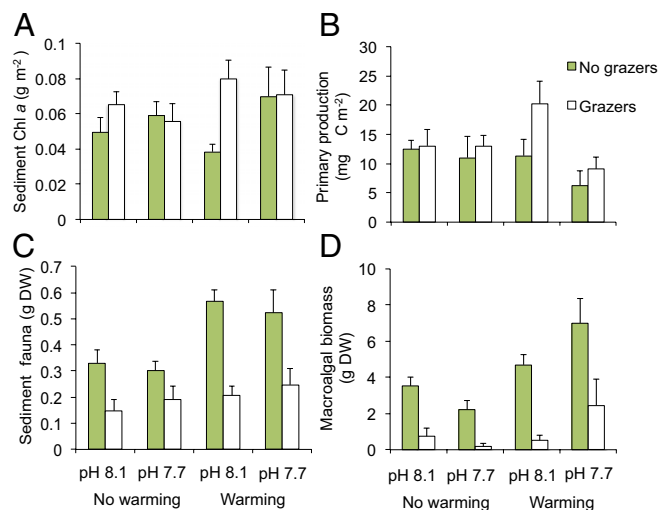 A
Sediment Chl a (g m-2)
0.1
0.08
0.06
0.04
0.02
0
B
Primary production
(mg C m-2)
30
25
20
15
10
5
0
No grazers
Grazers
C
Sediment fauna (g DW)
0.7
0.6
0.5
0.4
0.3
0.2
0.1
0
pH 8.1 pH 7.7 pH 8.1 pH 7.7
No warming Warming
D
Macroalgal biomass
(g DW)
10
8
6
4
2
0
pH 8.1 pH 7.7 pH 8.1 pH 7.7
No warming Warming